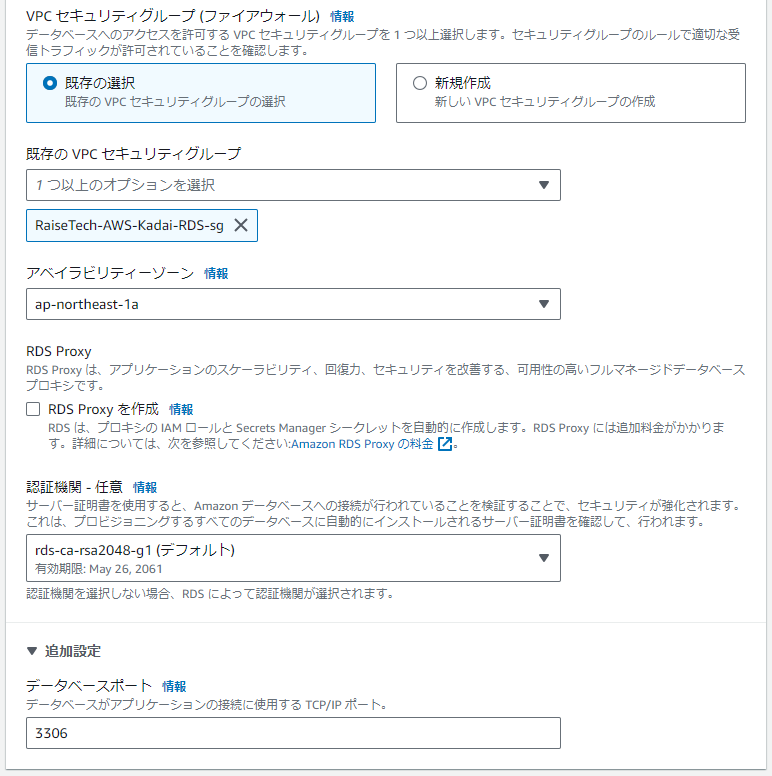 VPC セキュリティグループ (ファイアウォール) 情報
データベースへのアクセスを許可する VPC セキュリティグループを 1 つ以上選択します。セキュリティグループのルールで適切な受
信トラフィックが許可されていることを確認します。
既存の選択
既存の VPC セキュリティグループの選択
新規作成
新しい VPC セキュリティグループの作成
既存の VPC セキュリティグループ
1 つ以上のオプションを選択
RaiseTech-AWS-Kadai-RDS-sg
アベイラビリティーゾーン 情報
ap-northeast-1a
RDS Proxy
RDS Proxy は、アプリケーションのスケーラビリティ、回復力、セキュリティを改善する、可用性の高いフルマネージドデータベース
プロキシです。
RDS Proxy を作成 情報
RDS は、プロキシの IAM ロールと Secrets Manager シークレットを自動的に作成します。RDS Proxy には追加料金がかかりま
す。詳細については、次を参照してください:Amazon RDS Proxy の料金。
認証機関 - 任意 情報
サーバー証明書を使用すると、Amazon データベースへの接続が行われていることを検証することで、セキュリティが強化されます。
これは、プロビジョニングするすべてのデータベースに自動的にインストールされるサーバー証明書を確認して、行われます。
rds-ca-rsa2048-g1 (デフォルト)
有効期限: May 26, 2061
認証機関を選択しない場合、RDS によって認証機関が選択されます。
▼ 追加設定
データベースポート 情報
データベースがアプリケーションの接続に使用する TCP/IP ポート。
3306